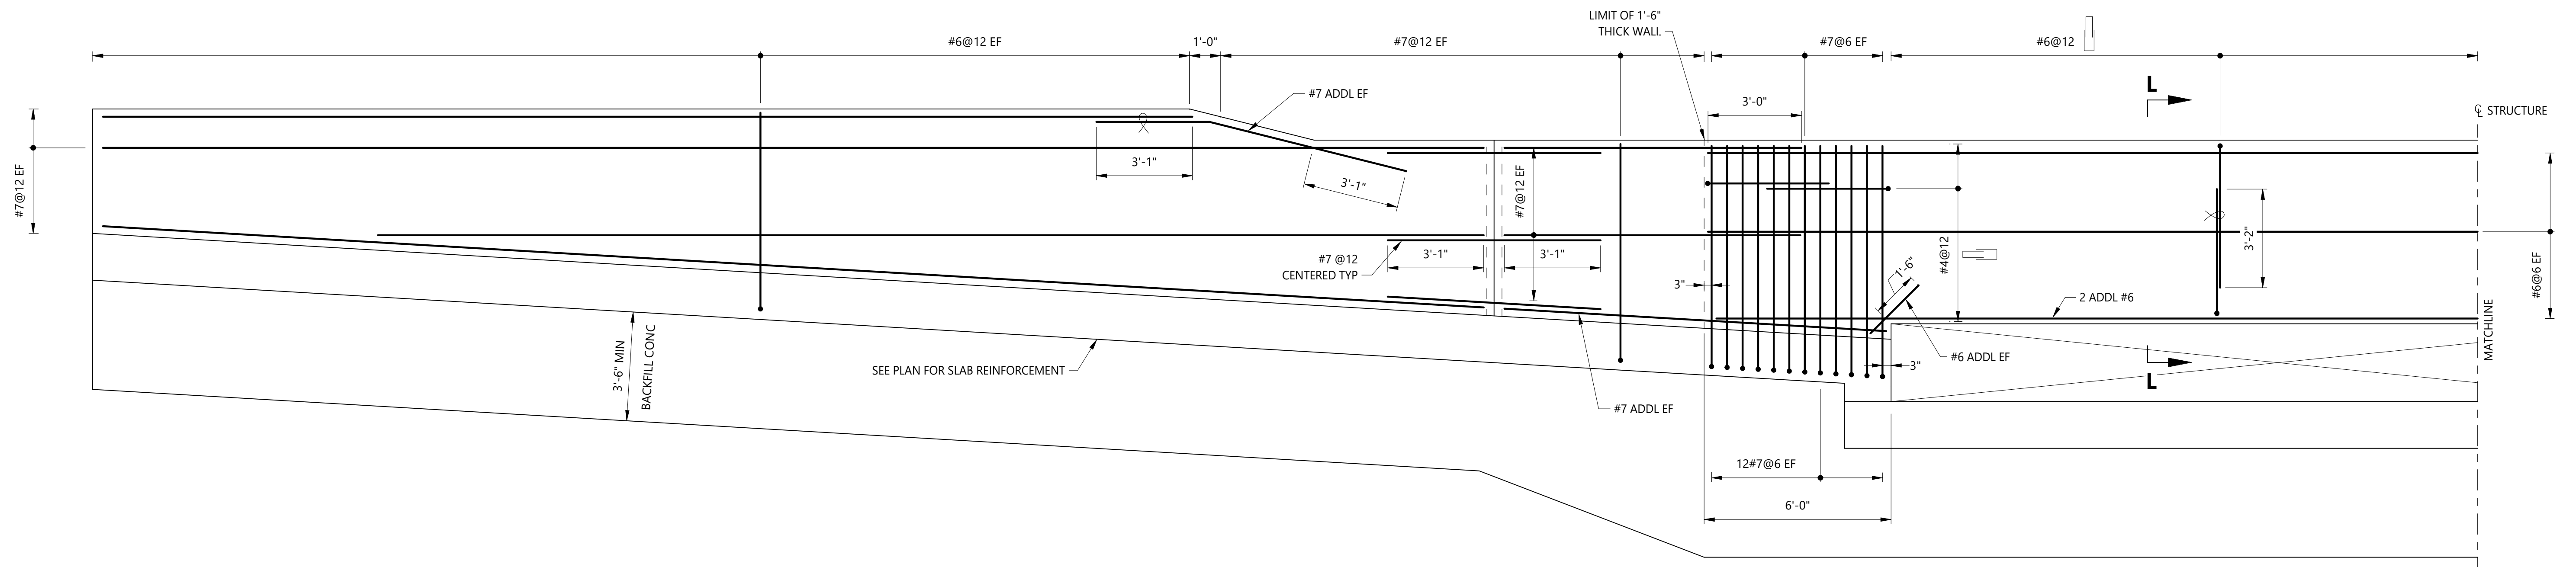 LIMIT OF 1'-6"
THICK WALL
#6@12 EF
1'-0"
#7@12 EF
#7@6 EF
#6@12
#7 ADDL EF
3'-0"
L
℄ STRUCTURE
3'-1"
3'-1"
#7@12 EF
#7@12 EF
#7 @12
CENTERED TYP
3'-1"
3'-1"
3"
#4@12
1'-6"
3'-2"
#6@6 EF
2 ADDL #6
MATCHLINE
3'-6" MIN
BACKFILL CONC
SEE PLAN FOR SLAB REINFORCEMENT
#6 ADDL EF
3"
L
#7 ADDL EF
12#7@6 EF
6'-0"